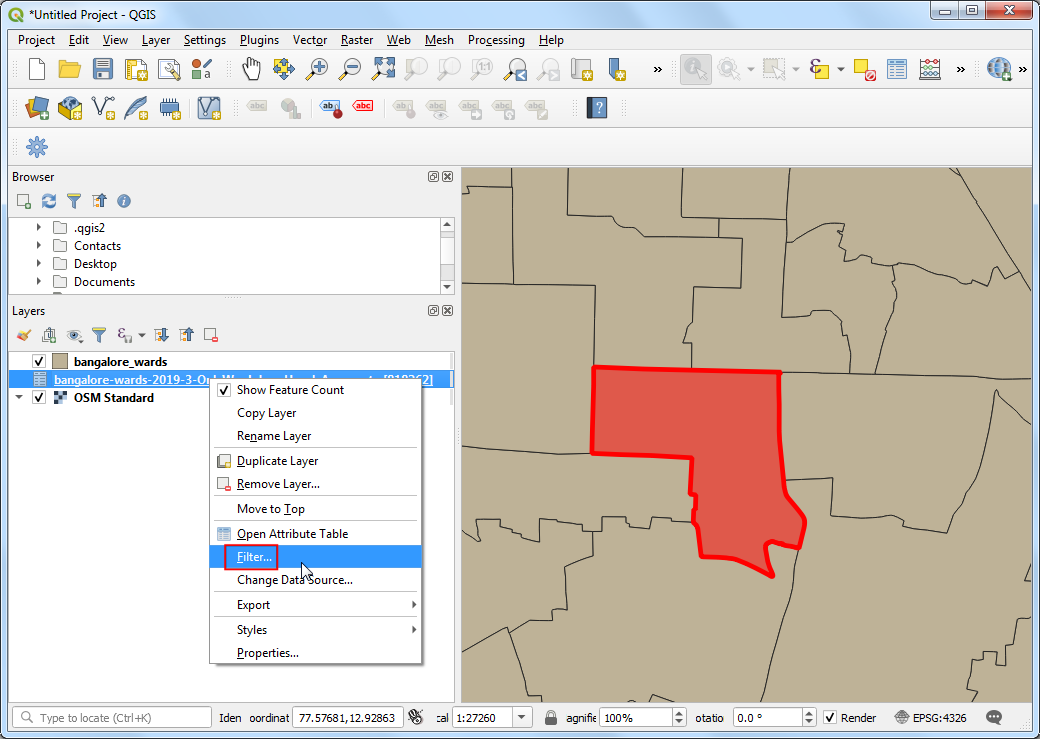 *Untitled Project - QGIS
Project Edit View Layer Settings Plugins Vector Raster Web Mesh Processing Help
Browser
.qgis2
Contacts
Desktop
Documents
Layers
bangalore_wards
bangalore-wards-2019-3-
[818262]
OSM Standard
Show Feature Count
Copy Layer
Rename Layer
Duplicate Layer
Remove Layer...
Move to Top
Open Attribute Table
Filter...
Change Data Source...
Export
Styles
Properties...
Type to locate (Ctrl+K) Iden oordinat 77.57681,12.92863 cal 1:27260 agnifie 100% otatio 0.0 ° Render EPSG:4326